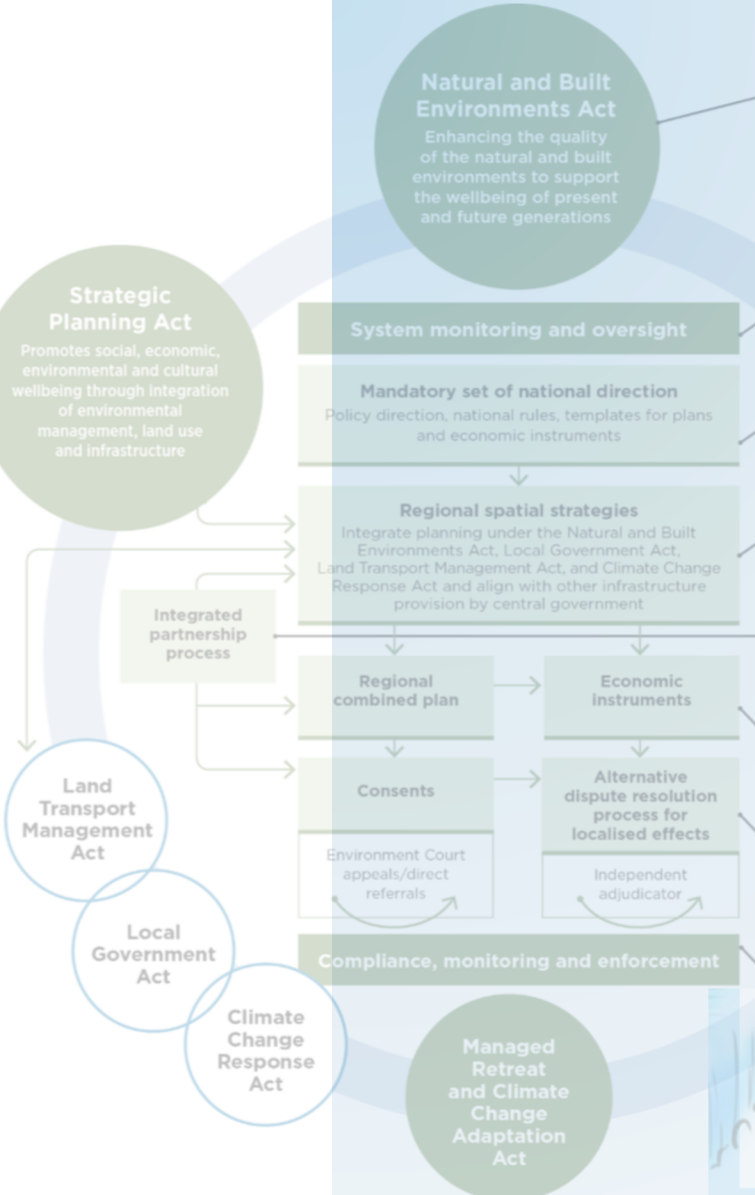 Natural and Built
Environments Act
Enhancing the quality
of the natural and built
environments to support
the wellbeing of present
and future generations
Strategic
Planning Act
Promotes social, economic,
environmental and cultural
wellbeing through integration
of environmental
management, land use
and infrastructure
System monitoring and oversight
Mandatory set of national direction
Policy direction, national rules, templates for plans
and economic instruments
Regional spatial strategies
Integrate planning under the Natural and Built
Environments Act, Local Government Act,
Land Transport Management Act, and Climate Change
Response Act and align with other infrastructure
provision by central government
Integrated
partnership
process
Regional
combined plan
Economic
instruments
Consents
Alternative
dispute resolution
process for
localised effects
Environment Court
appeals/direct
referrals
Independent
adjudicator
Land
Transport
Management
Act
Local
Government
Act
Climate
Change
Response
Act
Compliance, monitoring and enforcement
Managed
Retreat
and Climate
Change
Adaptation
Act